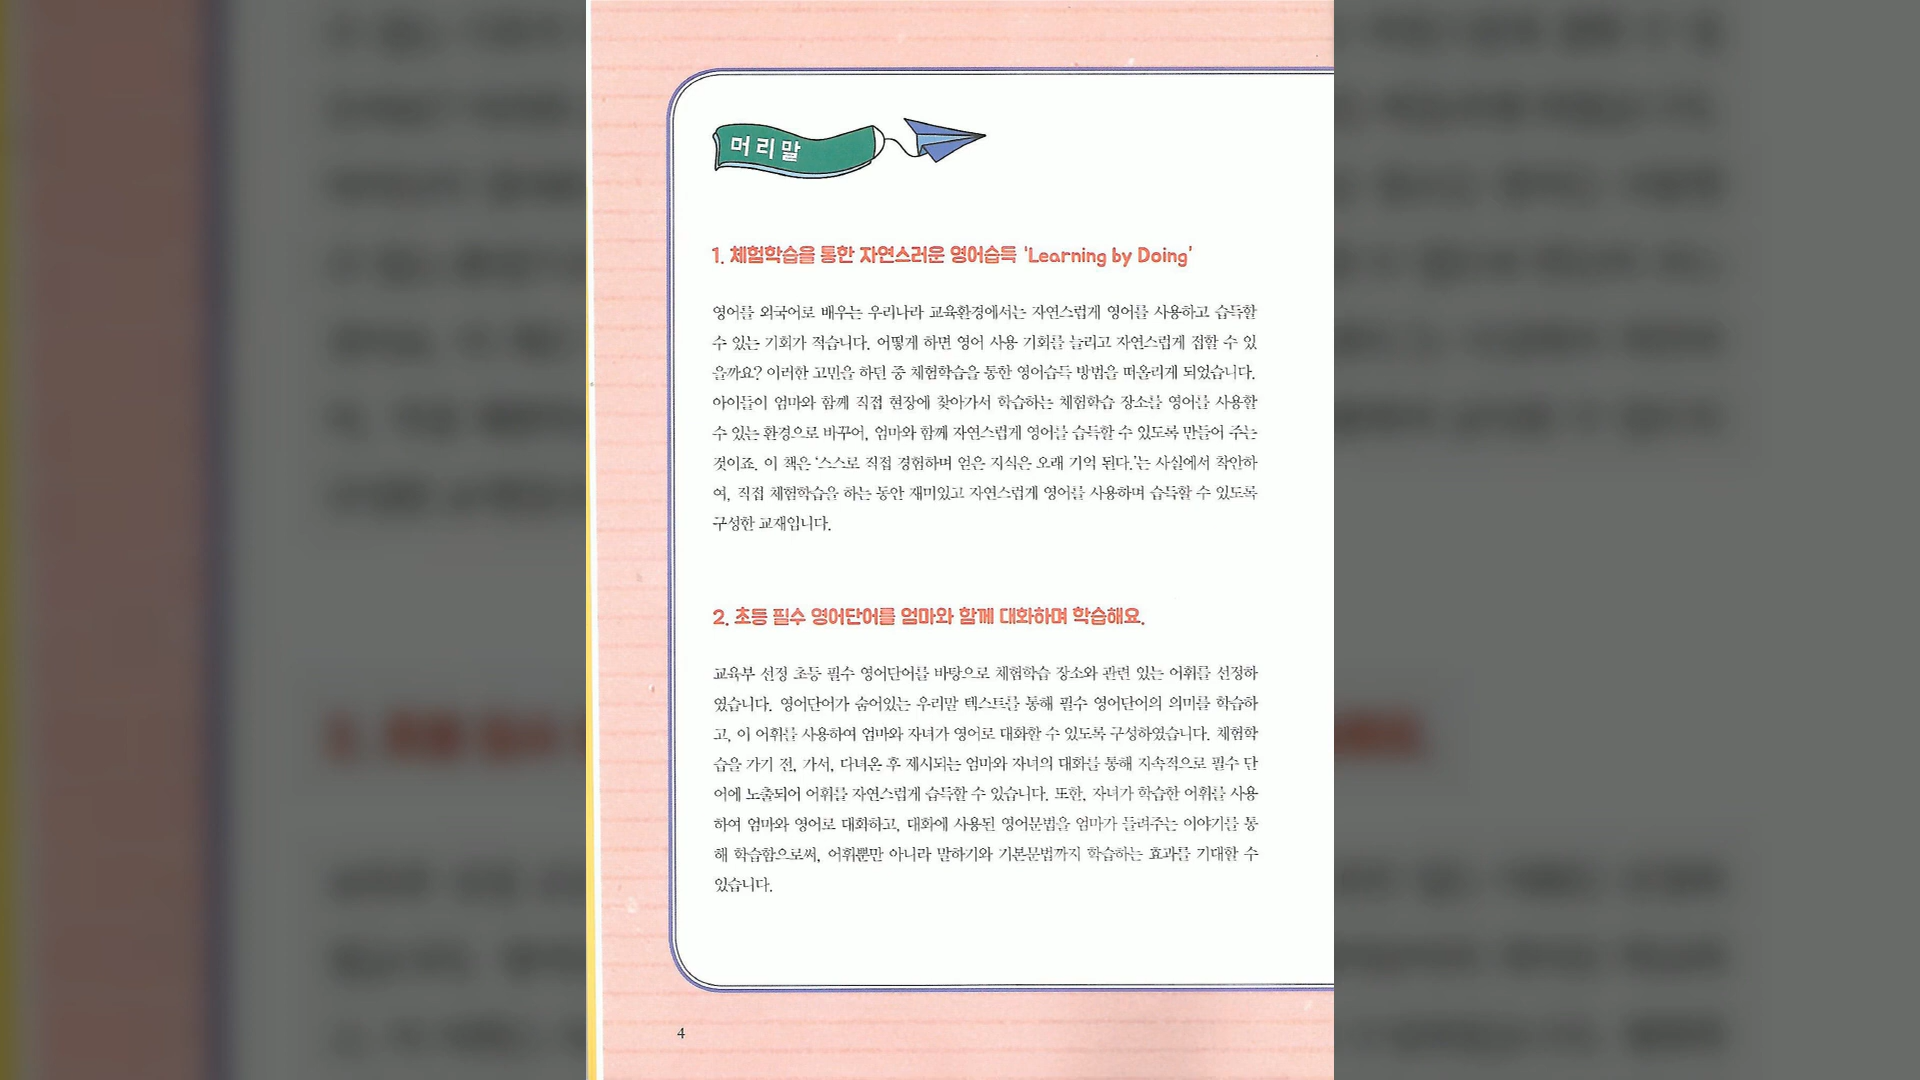 머리말
1. 체험학습을 통한 자연스러운 영어습득 'Learning by Doing'
영어를 외국어로 배우는 우리나라 교육환경에서는 자연스럽게 영어를 사용하고 습득할
수 있는 기회가 적습니다. 어떻게 하면 영어 사용 기회를 늘리고 자연스럽게 접할 수 있
을까요? 이러한 고민을 하던 중 체험학습을 통한 영어습득 방법을 떠올리게 되었습니다.
아이들이 엄마와 함께 직접 현장에 찾아가서 학습하는 체험학습 장소를 영어를 사용할
수 있는 환경으로 바꾸어, 엄마와 함께 자연스럽게 영어를 습득할 수 있도록 만들어 주는
것이죠. 이 책은 '스스로 직접 경험하며 얻은 지식은 오래 기억 된다.'는 사실에서 착안하
여, 직접 체험학습을 하는 동안 재미있고 자연스럽게 영어를 사용하며 습득할 수 있도록
구성한 교재입니다.
2. 초등 필수 영어단어를 엄마와 함께 대화하며 학습해요.
교육부 선정 초등 필수 영어단어를 바탕으로 체험학습 장소와 관련 있는 어휘를 선정하
였습니다. 영어단어가 숨어있는 우리말 텍스트를 통해 필수 영어단어의 의미를 학습하
고, 이 어휘를 사용하여 엄마와 자녀가 영어로 대화할 수 있도록 구성하였습니다. 체험학
습을 가기 전, 가서, 다녀온 후 제시되는 엄마와 자녀의 대화를 통해 지속적으로 필수 단
어에 노출되어 어휘를 자연스럽게 습득할 수 있습니다. 또한, 자녀가 학습한 어휘를 사용
하여 엄마와 영어로 대화하고, 대화에 사용된 영어문법을 엄마가 들려주는 이야기를 통
해 학습함으로써, 어휘뿐만 아니라 말하기와 기본문법까지 학습하는 효과를 기대할 수
있습니다.
4